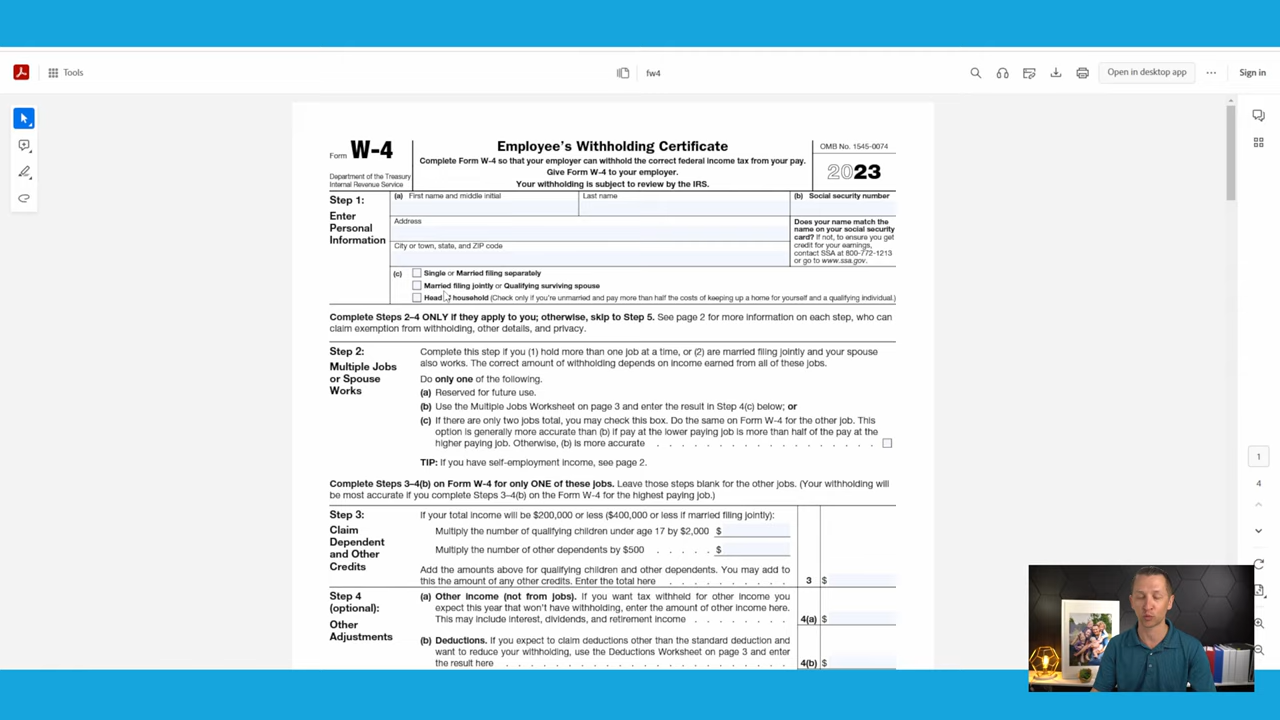 Tools
fw4
Open in desktop app
Sign in
Form W-4
Department of the Treasury
Internal Revenue Service
Employee's Withholding Certificate
Complete Form W-4 so that your employer can withhold the correct federal income tax from your pay.
Give Form W-4 to your employer.
Your withholding is subject to review by the IRS.
OMB No. 1545-0074
2023
Step 1:
Enter
Personal
Information
(a) First name and middle initial
Last name
(b) Social security number
Address
City or town, state, and ZIP code
Does your name match the
name on your social security
card? If not, to ensure you get
credit for your earnings,
contact SSA at 800-772-1213
or go to www.ssa.gov.
(c) Single or Married filing separately
Married filing jointly or Qualifying surviving spouse
Head household (Check only if you're unmarried and pay more than half the costs of keeping up a home for yourself and a qualifying individual.)
Complete Steps 2–4 ONLY if they apply to you; otherwise, skip to Step 5. See page 2 for more information on each step, who can
claim exemption from withholding, other details, and privacy.
Step 2:
Multiple Jobs
or Spouse
Works
Complete this step if you (1) hold more than one job at a time, or (2) are married filing jointly and your spouse
also works. The correct amount of withholding depends on income earned from all of these jobs.
Do only one of the following.
(a) Reserved for future use.
(b) Use the Multiple Jobs Worksheet on page 3 and enter the result in Step 4(c) below; or
(c) If there are only two jobs total, you may check this box. Do the same on Form W-4 for the other job. This
option is generally more accurate than (b) if pay at the lower paying job is more than half of the pay at the
higher paying job. Otherwise, (b) is more accurate . . . . . . . . . . . . . . . . . .
TIP: If you have self-employment income, see page 2.
Complete Steps 3–4(b) on Form W-4 for only ONE of these jobs. Leave those steps blank for the other jobs. (Your withholding will
be most accurate if you complete Steps 3–4(b) on the Form W-4 for the highest paying job.)
Step 3:
Claim
Dependent
and Other
Credits
If your total income will be $200,000 or less ($400,000 or less if married filing jointly):
Multiply the number of qualifying children under age 17 by $2,000 $
Multiply the number of other dependents by $500 . . . . . $
Add the amounts above for qualifying children and other dependents. You may add to
this the amount of any other credits. Enter the total here . . . . . . . . . . 3 $
Step 4
(optional):
Other
Adjustments
(a) Other income (not from jobs). If you want tax withheld for other income you
expect this year that won't have withholding, enter the amount of other income here.
This may include interest, dividends, and retirement income . . . . . . . . 4(a) $
(b) Deductions. If you expect to claim deductions other than the standard deduction and
want to reduce your withholding, use the Deductions Worksheet on page 3 and enter
the result here . . . . . . . . . . . . . . . . . . . . . . . 4(b) $
1
4